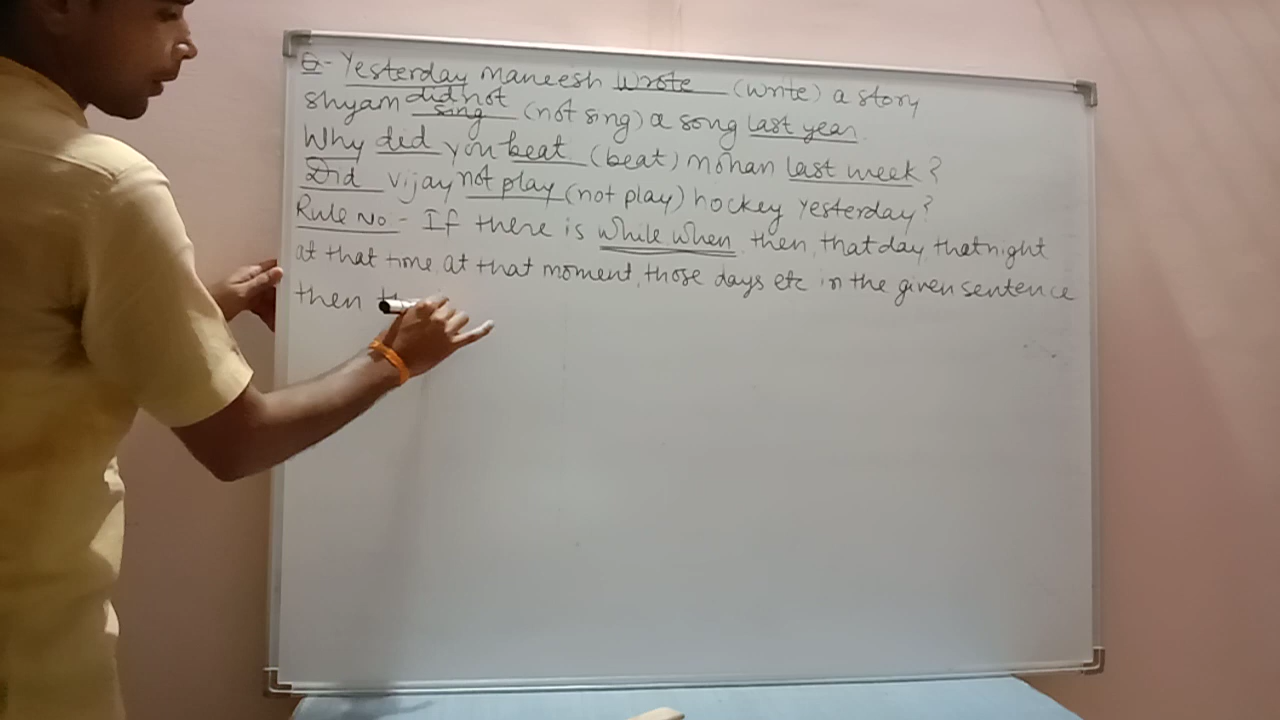 Q- Yesterday Maneesh Wrote (write) a story
Shyam did not sing (not sing) a song last year
Why did you beat (beat) Mohan last week?
Did Vijay not play (not play) hockey Yesterday?
Rule No - If there is while when then, that day, that night
at that time, at that moment, those days etc in the given sentence
then